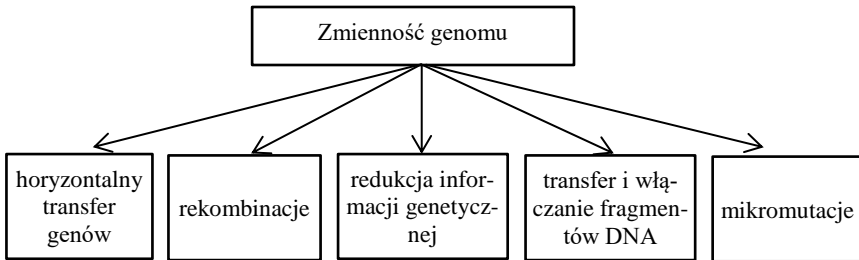 Zmienność genomu
horyzontalny
transfer
genów
rekombinacje
redukcja infor-
macji genetycz-
nej
transfer i włą-
czanie fragmen-
tów DNA
mikromutacje